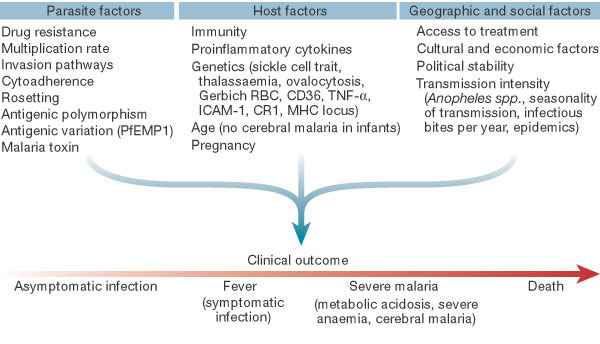 Parasite factors
Drug resistance
Multiplication rate
Invasion pathways
Cytoadherence
Rosetting
Antigenic polymorphism
Antigenic variation (PfEMP1)
Malaria toxin
Host factors
Immunity
Proinflammatory cytokines
Genetics (sickle cell trait,
thalassaemia, ovalocytosis,
Gerbich RBC, CD36, TNF-α,
ICAM-1, CR1, MHC locus)
Age (no cerebral malaria in infants)
Pregnancy
Geographic and social factors
Access to treatment
Cultural and economic factors
Political stability
Transmission intensity
(Anopheles spp., seasonality
of transmission, infectious
bites per year, epidemics)
Clinical outcome
Asymptomatic infection
Fever
(symptomatic
infection)
Severe malaria
(metabolic acidosis, severe
anaemia, cerebral malaria)
Death